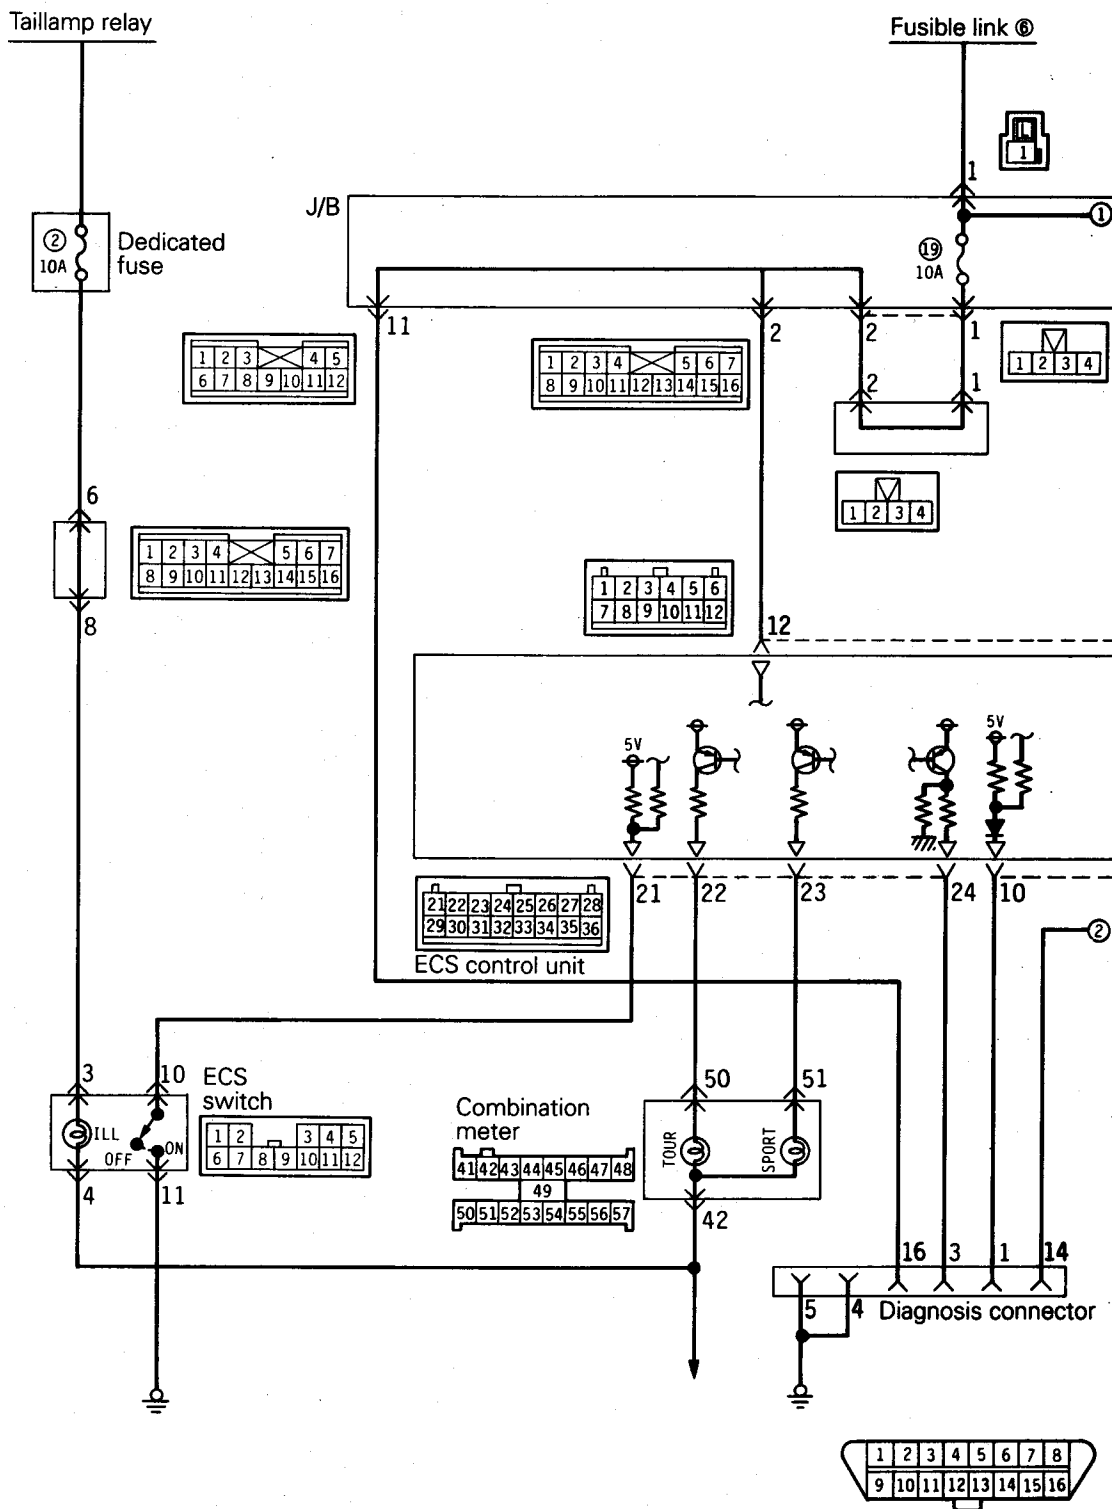 Taillamp relay
Fusible link ⑥
L
1
1
J/B
①
② 10A
Dedicated fuse
⑲ 10A
11
2
2
1
1 2 3 4 5
6 7 8 9 10 11 12
1 2 3 4 5 6 7
8 9 10 11 12 13 14 15 16
1 2 3 4
2
1
1 2 3 4
6
1 2 3 4 5 6 7
8 9 10 11 12 13 14 15 16
8
1 2 3 4 5 6
7 8 9 10 11 12
12
5V
5V
21
22
23
24
10
21 22 23 24 25 26 27 28
29 30 31 32 33 34 35 36
ECS control unit
②
3
10
ECS switch
ILL
OFF
ON
1 2 3 4 5
6 7 8 9 10 11 12
4
11
50
51
Combination meter
41 42 43 44 45 46 47 48
49
50 51 52 53 54 55 56 57
TOUR
SPORT
42
16
3
1
14
5
4
Diagnosis connector
1 2 3 4 5 6 7 8
9 10 11 12 13 14 15 16